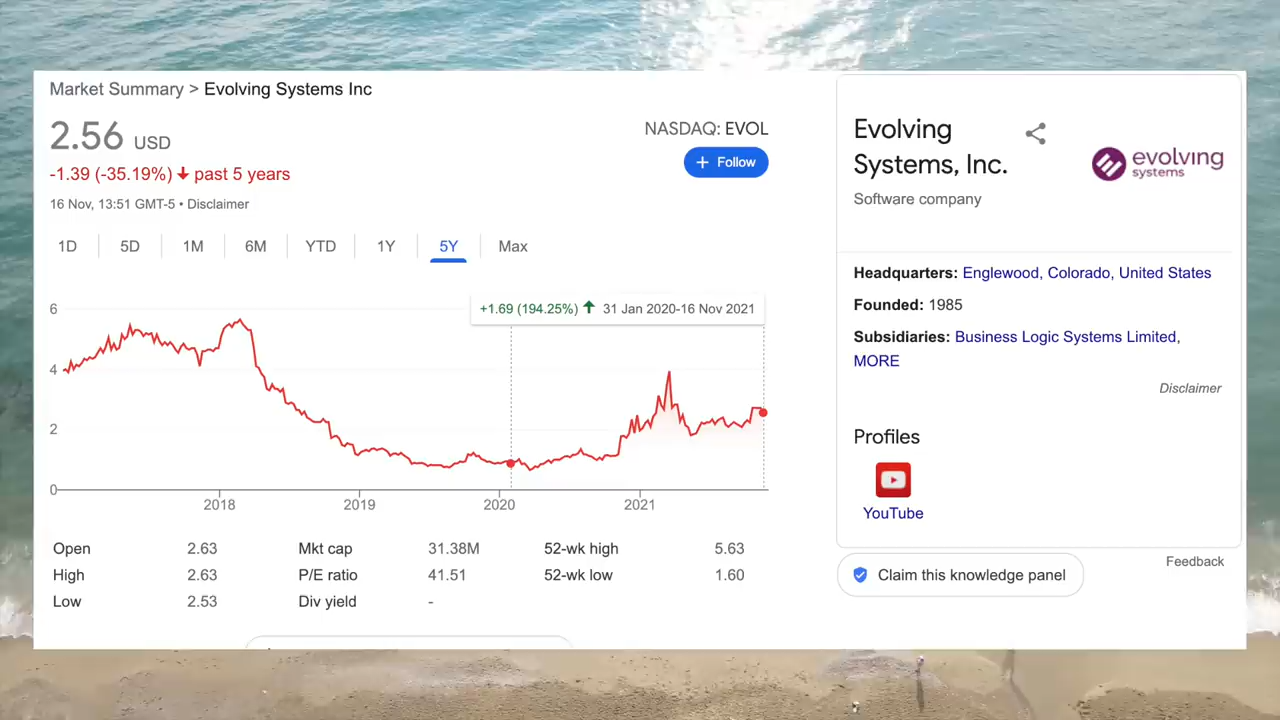 Market Summary > Evolving Systems Inc
2.56 USD
NASDAQ: EVOL
+ Follow
-1.39 (-35.19%) past 5 years
16 Nov, 13:51 GMT-5 • Disclaimer
1D 5D 1M 6M YTD 1Y 5Y Max
+1.69 (194.25%) 31 Jan 2020-16 Nov 2021
6
4
2
0
2018 2019 2020 2021
Open 2.63 Mkt cap 31.38M 52-wk high 5.63
High 2.63 P/E ratio 41.51 52-wk low 1.60
Low 2.53 Div yield -
Evolving
Systems, Inc.
Software company
evolving
systems
Headquarters: Englewood, Colorado, United States
Founded: 1985
Subsidiaries: Business Logic Systems Limited,
MORE
Disclaimer
Profiles
YouTube
Feedback
Claim this knowledge panel